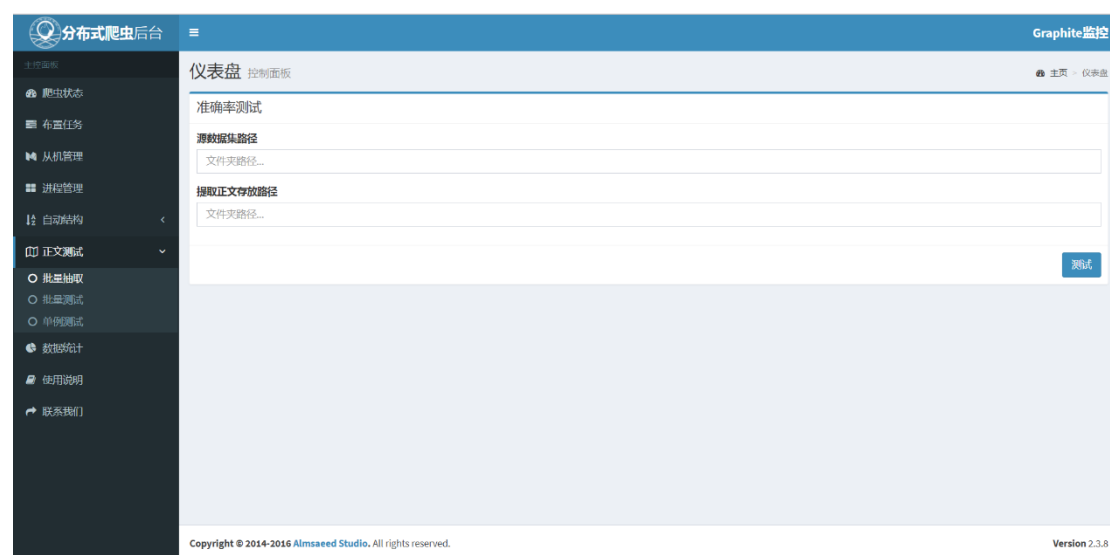 分布式爬虫后台
Graphite监控
主控面板
爬虫状态
布置任务
从机管理
进程管理
自动结构
正文测试
批量抽取
批量测试
单例测试
数据统计
使用说明
联系我们
仪表盘 控制面板
主页 > 仪表盘
准确率测试
源数据集路径
文件夹路径...
提取正文存放路径
文件夹路径...
测试
Copyright © 2014-2016 Almsaeed Studio. All rights reserved.
Version 2.3.8